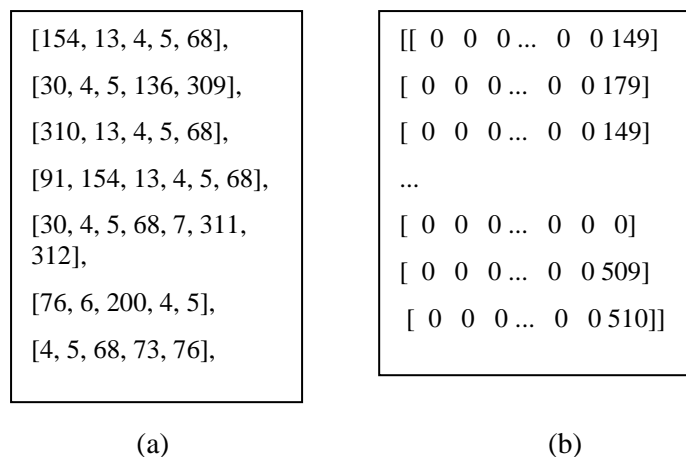 [154, 13, 4, 5, 68],
[30, 4, 5, 136, 309],
[310, 13, 4, 5, 68],
[91, 154, 13, 4, 5, 68],
[30, 4, 5, 68, 7, 311,
312],
[76, 6, 200, 4, 5],
[4, 5, 68, 73, 76],
(a)
[[ 0 0 0 ... 0 0 149]
[ 0 0 0 ... 0 0 179]
[ 0 0 0 ... 0 0 149]
...
[ 0 0 0 ... 0 0 0]
[ 0 0 0 ... 0 0 509]
[ 0 0 0 ... 0 0 510]]
(b)